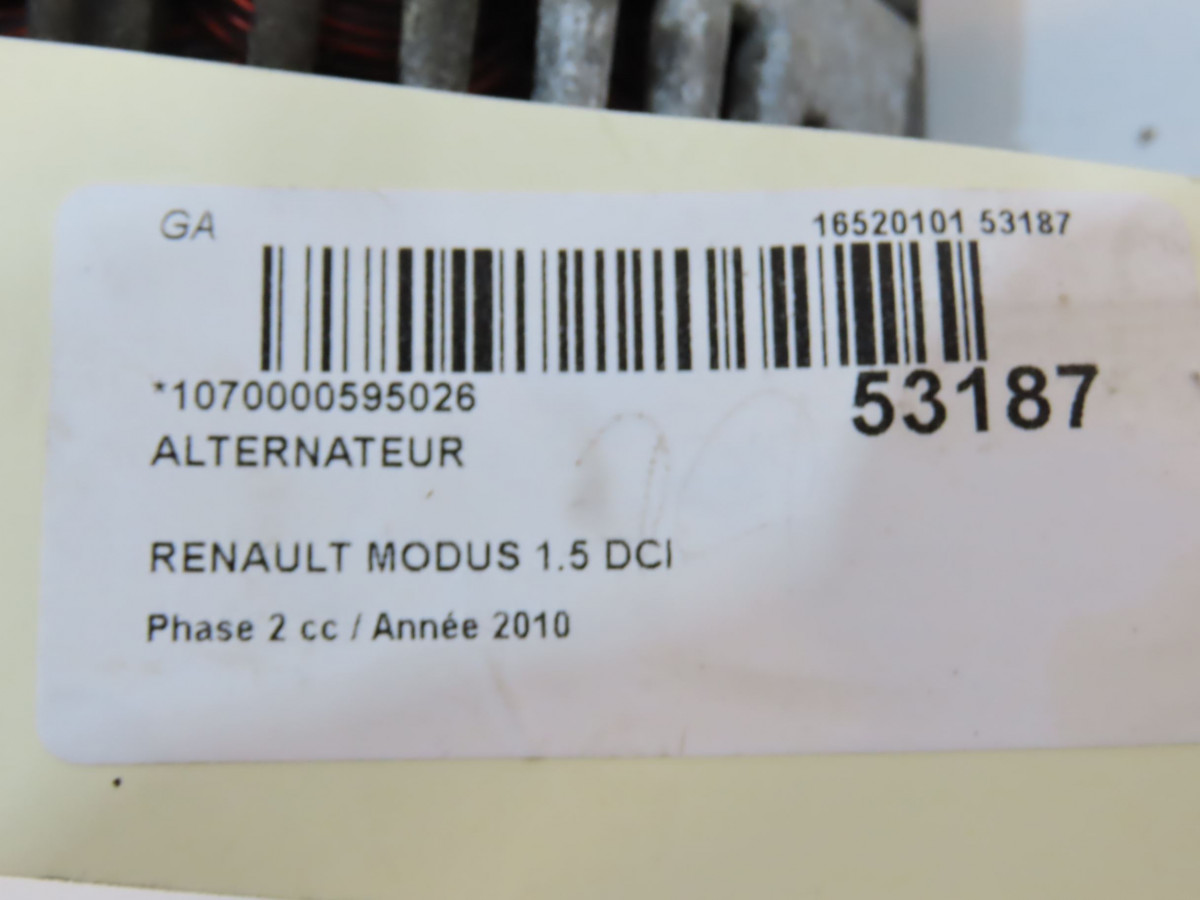 GA
16520101 53187
*1070000595026
53187
ALTERNATEUR
RENAULT MODUS 1.5 DCI
Phase 2 cc / Année 2010